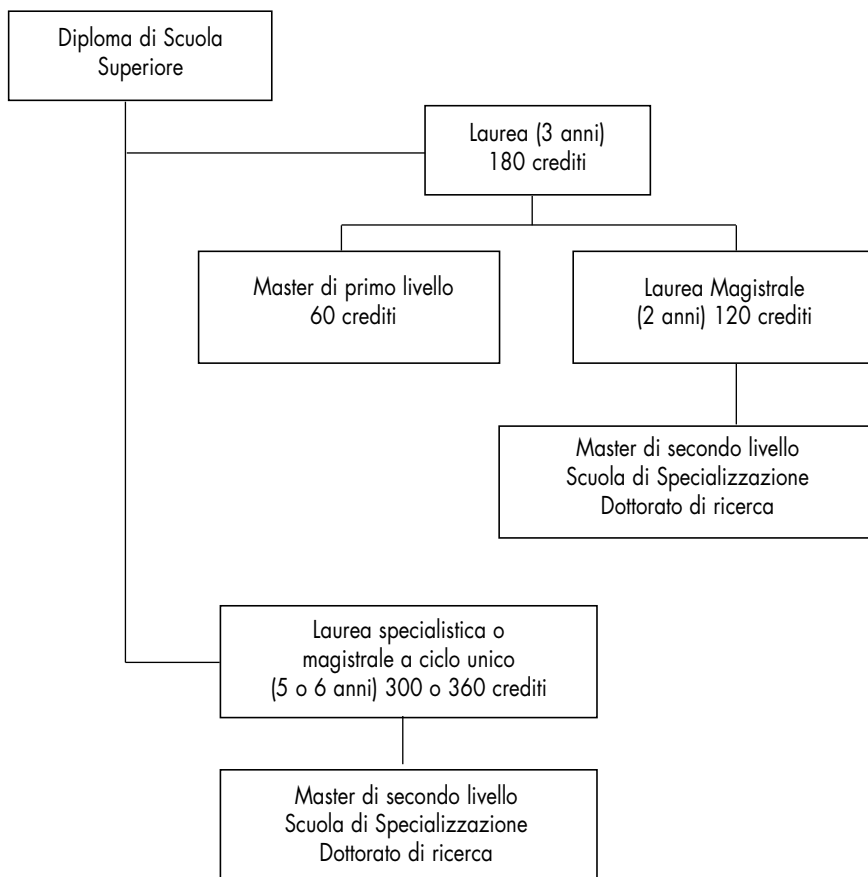 Diploma di Scuola
Superiore
Laurea (3 anni)
180 crediti
Master di primo livello
60 crediti
Laurea Magistrale
(2 anni) 120 crediti
Master di secondo livello
Scuola di Specializzazione
Dottorato di ricerca
Laurea specialistica o
magistrale a ciclo unico
(5 o 6 anni) 300 o 360 crediti
Master di secondo livello
Scuola di Specializzazione
Dottorato di ricerca